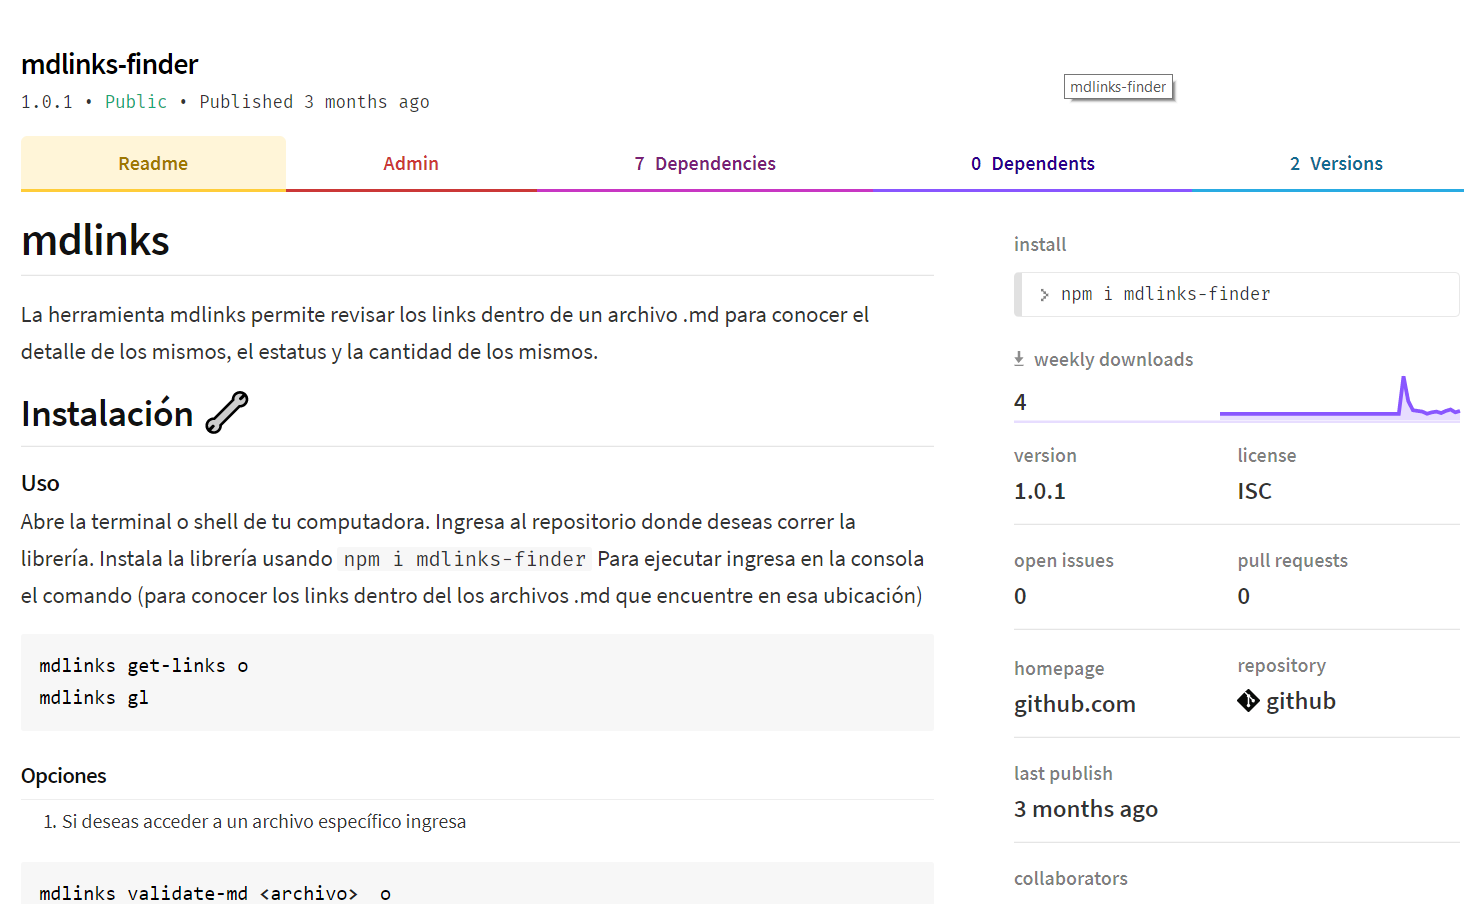 mdlinks-finder
1.0.1 • Public • Published 3 months ago
mdlinks-finder
Readme
Admin
7 Dependencies
0 Dependents
2 Versions
mdlinks
La herramienta mdlinks permite revisar los links dentro de un archivo .md para conocer el
detalle de los mismos, el estatus y la cantidad de los mismos.
Instalación
Uso
Abre la terminal o shell de tu computadora. Ingresa al repositorio donde deseas correr la
librería. Instala la librería usando npm i mdlinks-finder Para ejecutar ingresa en la consola
el comando (para conocer los links dentro del los archivos .md que encuentre en esa ubicación)
mdlinks get-links o
mdlinks gl
Opciones
1. Si deseas acceder a un archivo específico ingresa
mdlinks validate-md <archivo>  o
install
> npm i mdlinks-finder
weekly downloads
4
version
1.0.1
license
ISC
open issues
0
pull requests
0
homepage
github.com
repository
github
last publish
3 months ago
collaborators